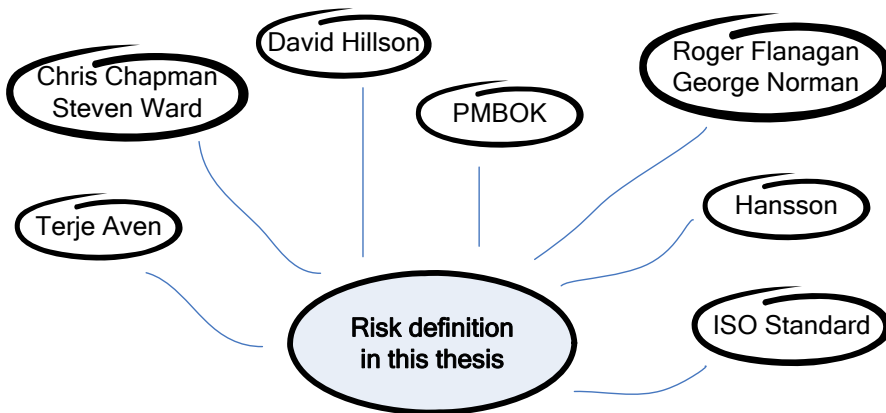 David Hillson
Roger Flanagan
George Norman
Chris Chapman
Steven Ward
PMBOK
Hansson
Terje Aven
ISO Standard
Risk definition
in this thesis